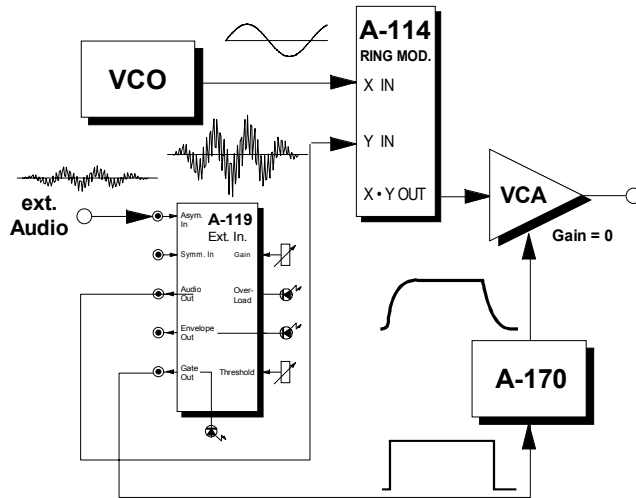 A-114
RING MOD.
VCO
X IN
Y IN
X • Y OUT
VCA
Gain = 0
ext.
Audio
A-119
Ext. In.
Asym.
In
Symm. In
Gain
Audio
Out
Over-
Load
Envelope
Out
Gate
Out
Threshold
A-170